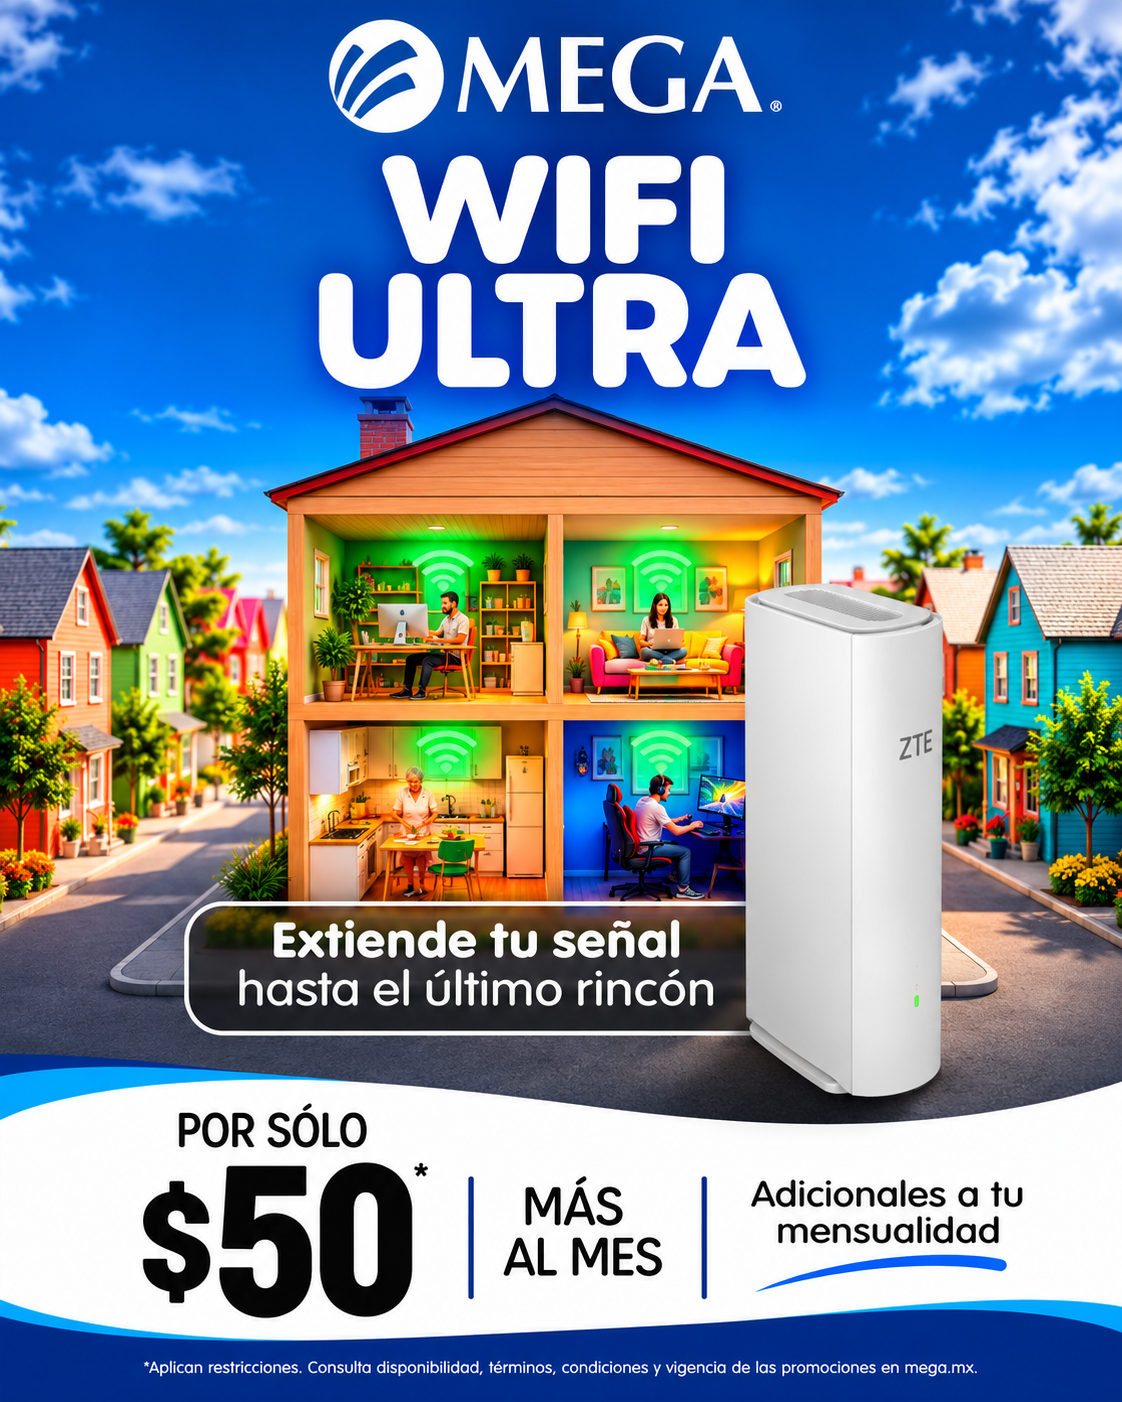 MEGA®
WIFI
ULTRA
ZTE
Extiende tu señal
hasta el último rincón
POR SÓLO
$50*
MÁS
AL MES
Adicionales a tu
mensualidad
*Aplican restricciones. Consulta disponibilidad, términos, condiciones y vigencia de las promociones en mega.mx.